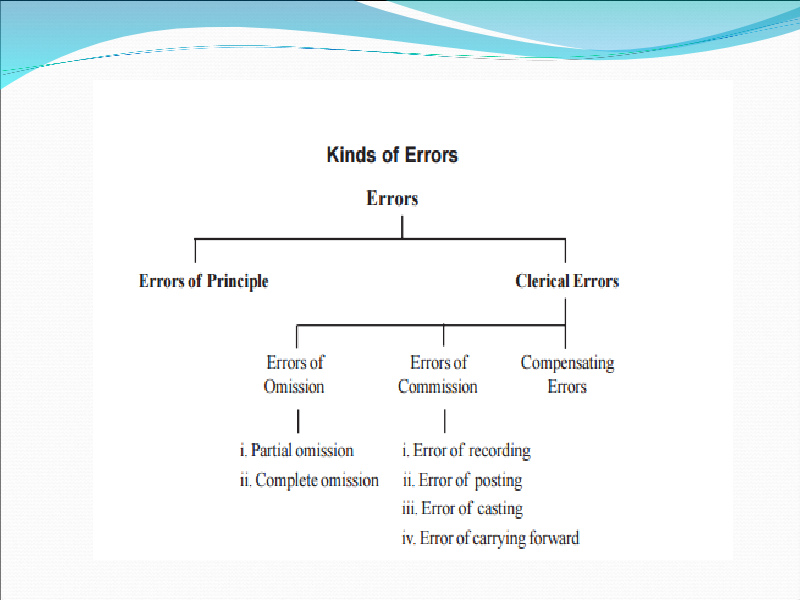 Kinds of Errors
Errors
Errors of Principle
Clerical Errors
Errors of
Omission
Errors of
Commission
Compensating
Errors
i. Partial omission
ii. Complete omission
i. Error of recording
ii. Error of posting
iii. Error of casting
iv. Error of carrying forward